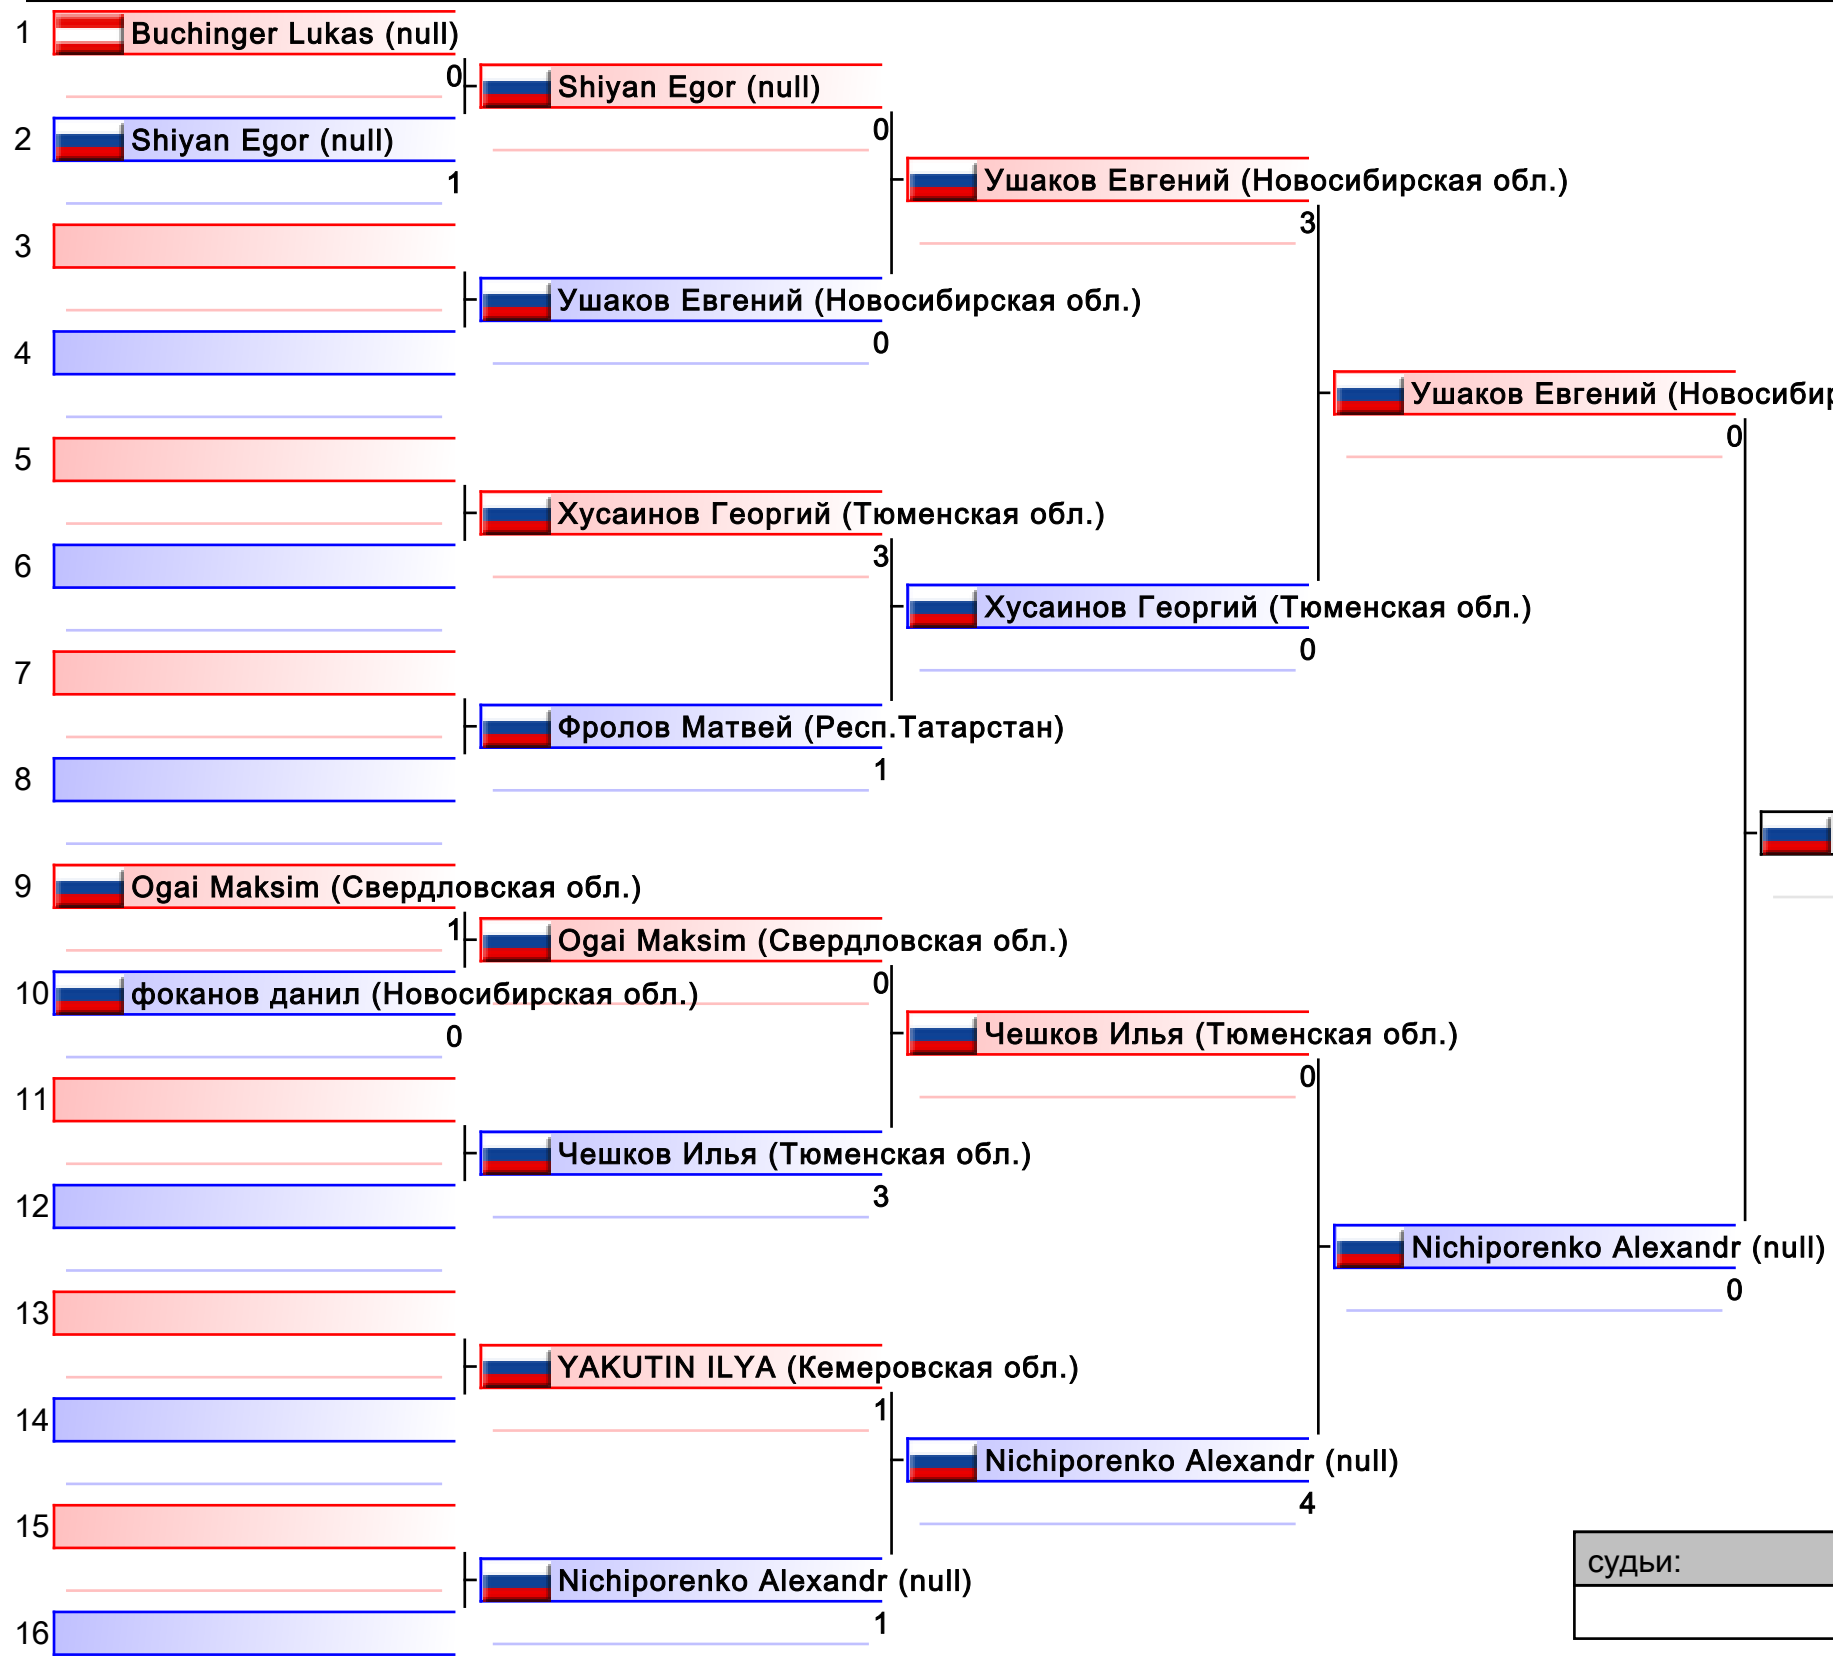 1 Buchinger Lukas (null)
0
Shiyan Egor (null)
0
2 Shiyan Egor (null)
1
Ушаков Евгений (Новосибирская обл.)
3
3
Ушаков Евгений (Новосибирская обл.)
0
4
Ушаков Евгений (Новосибир
0
5
Хусаинов Георгий (Тюменская обл.)
3
6
Хусаинов Георгий (Тюменская обл.)
0
7
Фролов Матвей (Респ.Татарстан)
1
8
9 Ogai Maksim (Свердловская обл.)
1
Ogai Maksim (Свердловская обл.)
0
10 фоканов данил (Новосибирская обл.)
0
Чешков Илья (Тюменская обл.)
0
11
Чешков Илья (Тюменская обл.)
3
12
Nichiporenko Alexandr (null)
0
13
YAKUTIN ILYA (Кемеровская обл.)
1
14
Nichiporenko Alexandr (null)
4
15
судьи:
Nichiporenko Alexandr (null)
1
16